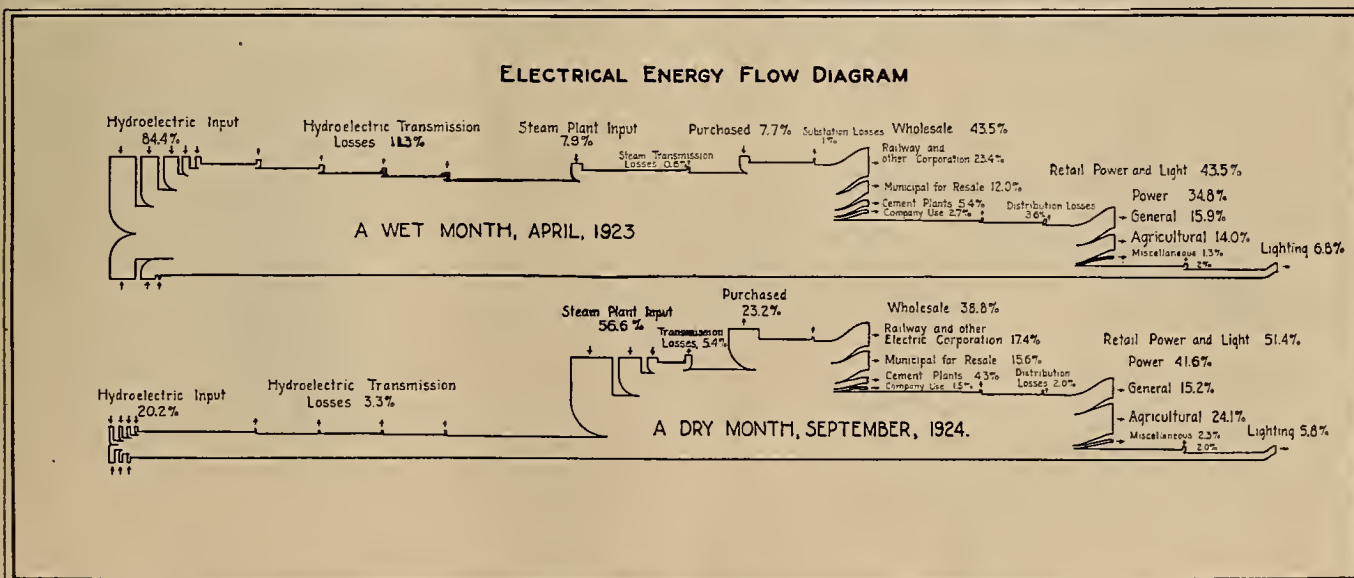 ELECTRICAL ENERGY FLOW DIAGRAM
Hydroelectric Input
84.4%
Hydroelectric Transmission
Losses 11.3%
Steam Plant Input
7.9%
Steam Transmission
Losses 0.6%
Purchased 7.7%
Substation Losses
1%
Wholesale 43.5%
Railway and
other Corporation 23.4%
Municipal for Resale 12.0%
Cement Plants 5.4%
Company Use 2.7%
Distribution Losses
3.6%
Retail Power and Light 43.5%
Power 34.8%
General 15.9%
Agricultural 14.0%
Miscellaneous 1.3%
2%
Lighting 6.8%
A WET MONTH, APRIL, 1923
Hydroelectric Input
20.2%
Hydroelectric Transmission
Losses 3.3%
Steam Plant Input
56.6%
Transmission
Losses, 5.4%
Purchased
23.2%
Wholesale 38.8%
Railway and other
Electric Corporation 17.4%
Municipal for Resale 15.6%
Cement Plants 4.3%
Company Use 1.5%
Distribution
Losses 2.0%
Retail Power and Light 51.4%
Power 41.6%
General 15.2%
Agricultural 24.1%
Miscellaneous 2.3%
2.0%
Lighting 5.8%
A DRY MONTH, SEPTEMBER, 1924.